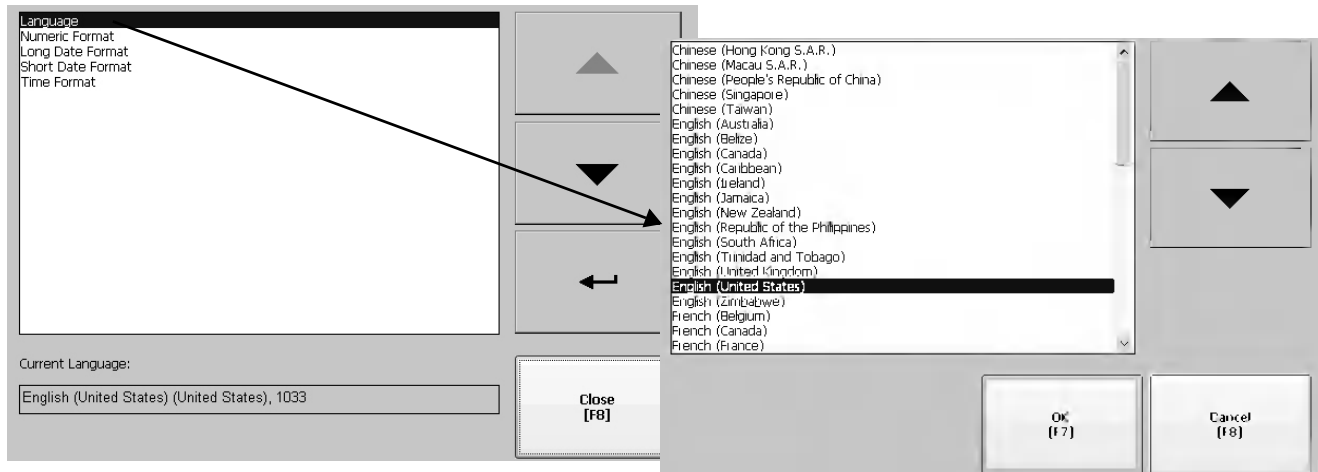 Language
Numeric Format
Long Date Format
Short Date Format
Time Format
Current Language:
English (United States) (United States), 1033
Close
[F8]
Chinese (Hong Kong S.A.R.)
Chinese (Macau S.A.R.)
Chinese (People's Republic of China)
Chinese (Singapore)
Chinese (Taiwan)
English (Australia)
English (Belize)
English (Canada)
English (Caribbean)
English (Ireland)
English (Jamaica)
English (New Zealand)
English (Republic of the Philippines)
English (South Africa)
English (Trinidad and Tobago)
English (United Kingdom)
English (United States)
English (Zimbabwe)
French (Belgium)
French (Canada)
French (France)
OK
[F7]
Cancel
[F8]